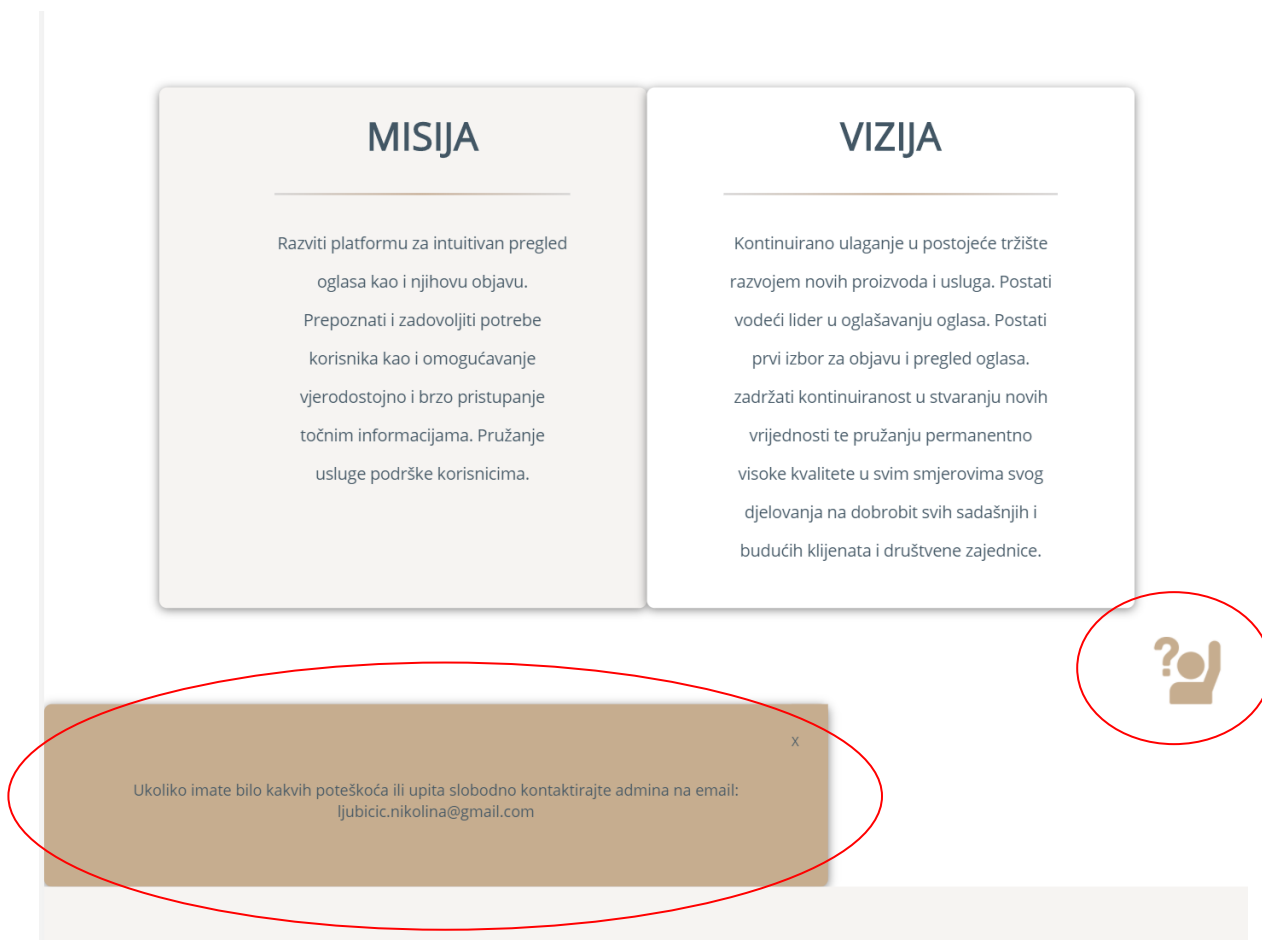 MISIJA
Razviti platformu za intuitivan pregled
oglasa kao i njihovu objavu.
Prepoznati i zadovoljiti potrebe
korisnika kao i omogućavanje
vjerodostojno i brzo pristupanje
točnim informacijama. Pružanje
usluge podrške korisnicima.
VIZIJA
Kontinuirano ulaganje u postojeće tržište
razvojem novih proizvoda i usluga. Postati
vodeći lider u oglašavanju oglasa. Postati
prvi izbor za objavu i pregled oglasa.
zadržati kontinuiranost u stvaranju novih
vrijednosti te pružanju permanentno
visoke kvalitete u svim smjerovima svog
djelovanja na dobrobit svih sadašnjih i
budućih klijenata i društvene zajednice.
?
x
Ukoliko imate bilo kakvih poteškoća ili upita slobodno kontaktirajte admina na email:
ljubicic.nikolina@gmail.com